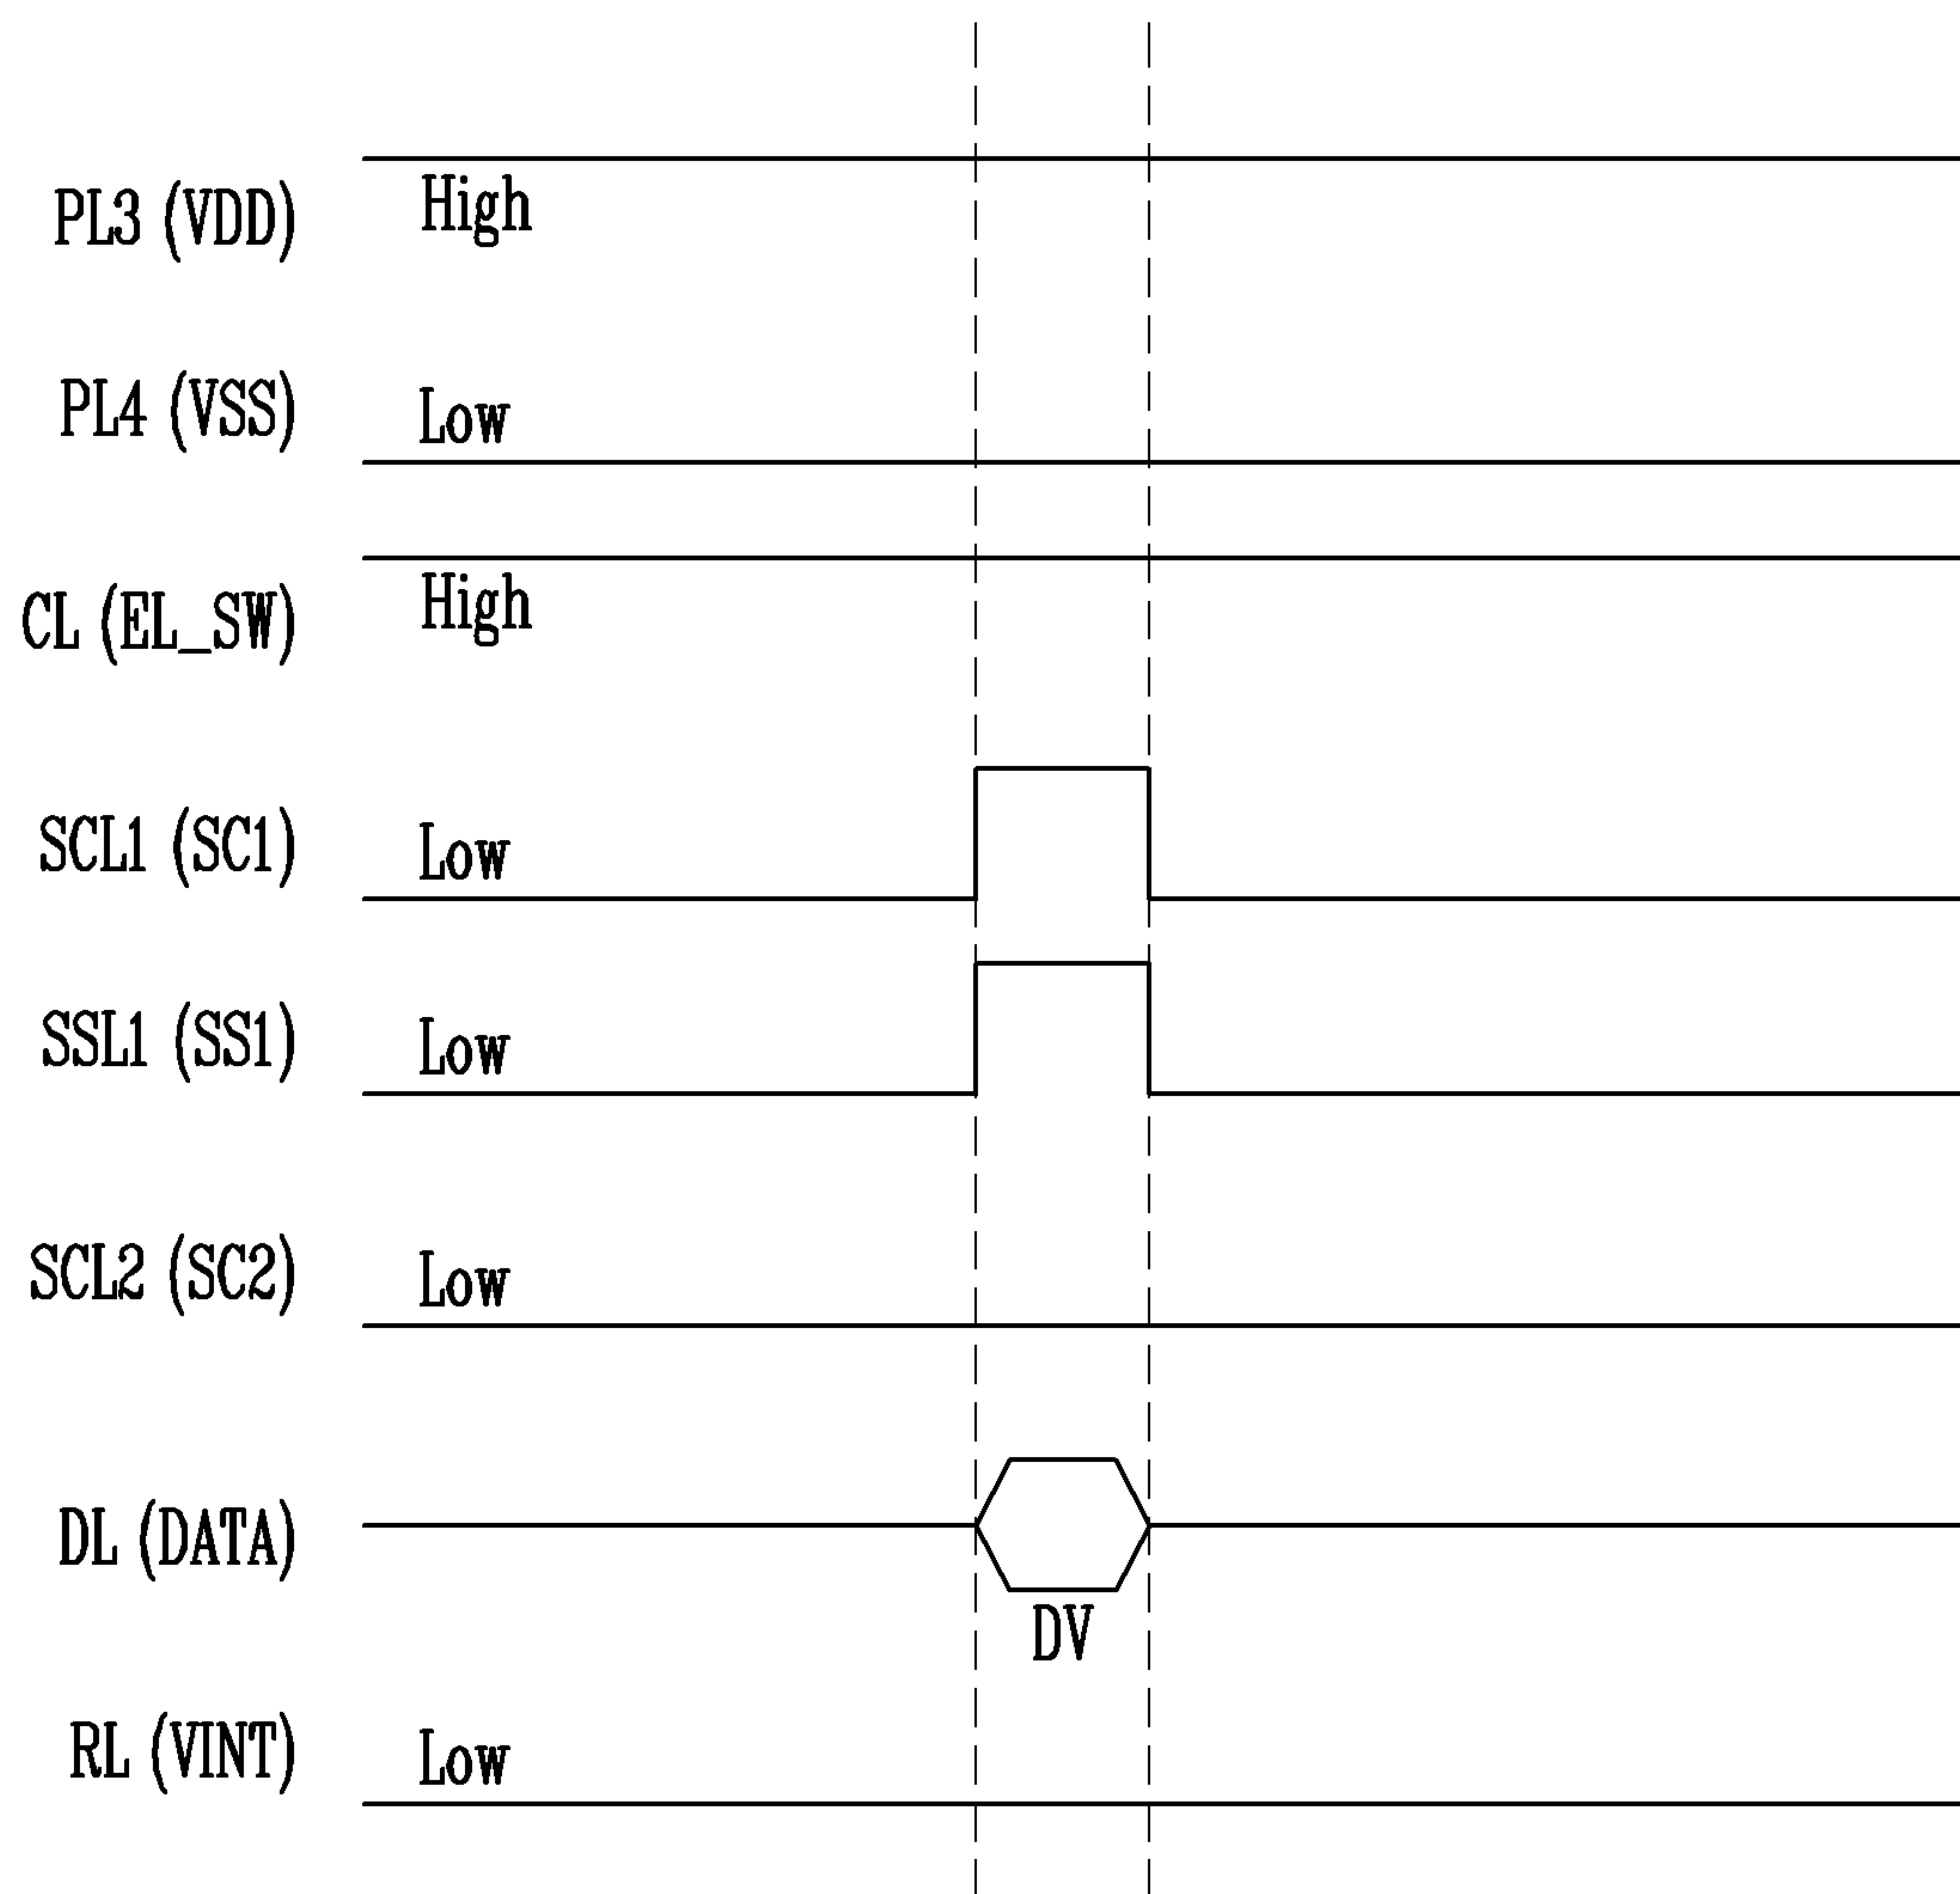 PL3 (VDD) High
PL4 (VSS) Low
CL (EL_SW) High
SCL1 (SC1) Low
SSL1 (SS1) Low
SCL2 (SC2) Low
DL (DATA)
DV
RL (VINT) Low